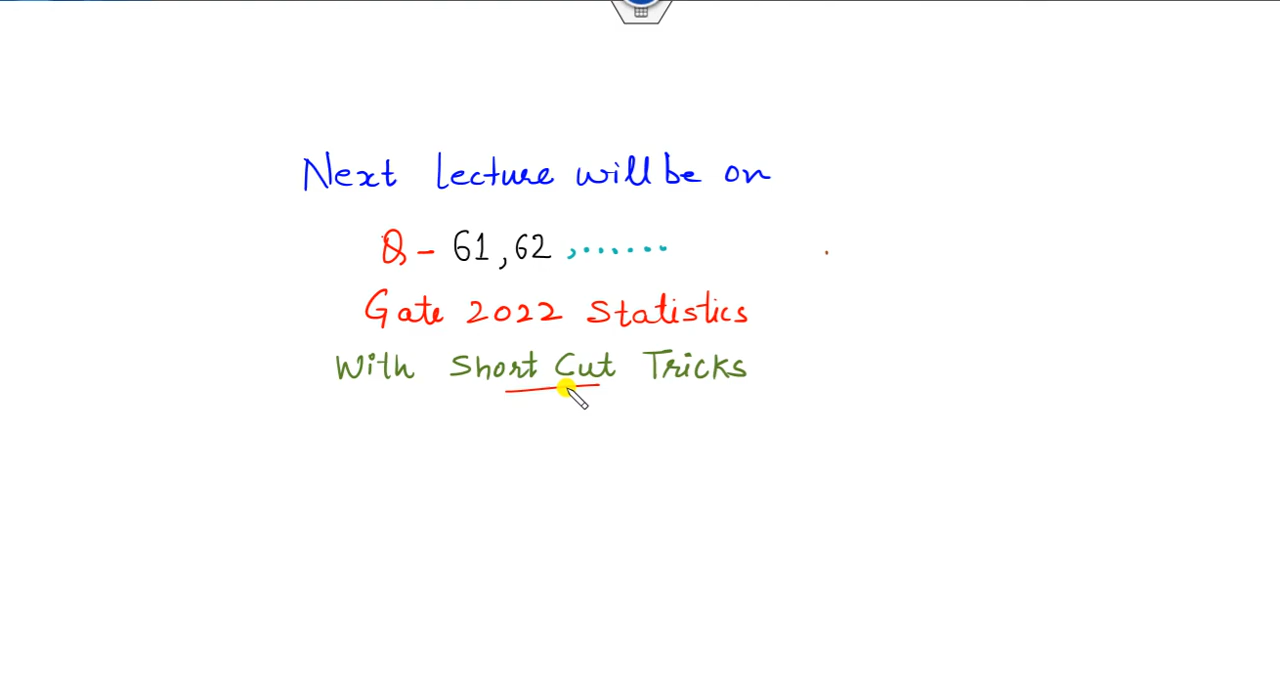 Next lecture will be on
Q - 61, 62 , .......
Gate 2022 Statistics
With Short Cut Tricks